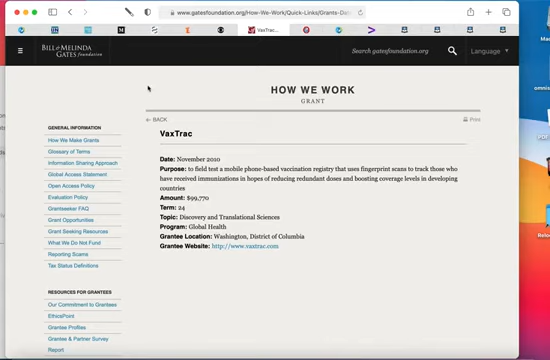 www.gatesfoundation.org/How-We-Work/Quick-Links/Grants-Dat
VaxTrac
BILL & MELINDA
GATES foundation
Search gatesfoundation.org
Language
HOW WE WORK
GRANT
BACK
Print
VaxTrac
Date: November 2010
Purpose: to field test a mobile phone-based vaccination registry that uses fingerprint scans to track those who
have received immunizations in hopes of reducing redundant doses and boosting coverage levels in developing
countries
Amount: $99,770
Term: 24
Topic: Discovery and Translational Sciences
Program: Global Health
Grantee Location: Washington, District of Columbia
Grantee Website: http://www.vaxtrac.com
GENERAL INFORMATION
How We Make Grants
Glossary of Terms
Information Sharing Approach
Global Access Statement
Open Access Policy
Evaluation Policy
Grantseeker FAQ
Grant Opportunities
Grant Seeking Resources
What We Do Not Fund
Reporting Scams
Tax Status Definitions
RESOURCES FOR GRANTEES
Our Commitment to Grantees
EthicsPoint
Grantee Profiles
Grantee & Partner Survey
Report